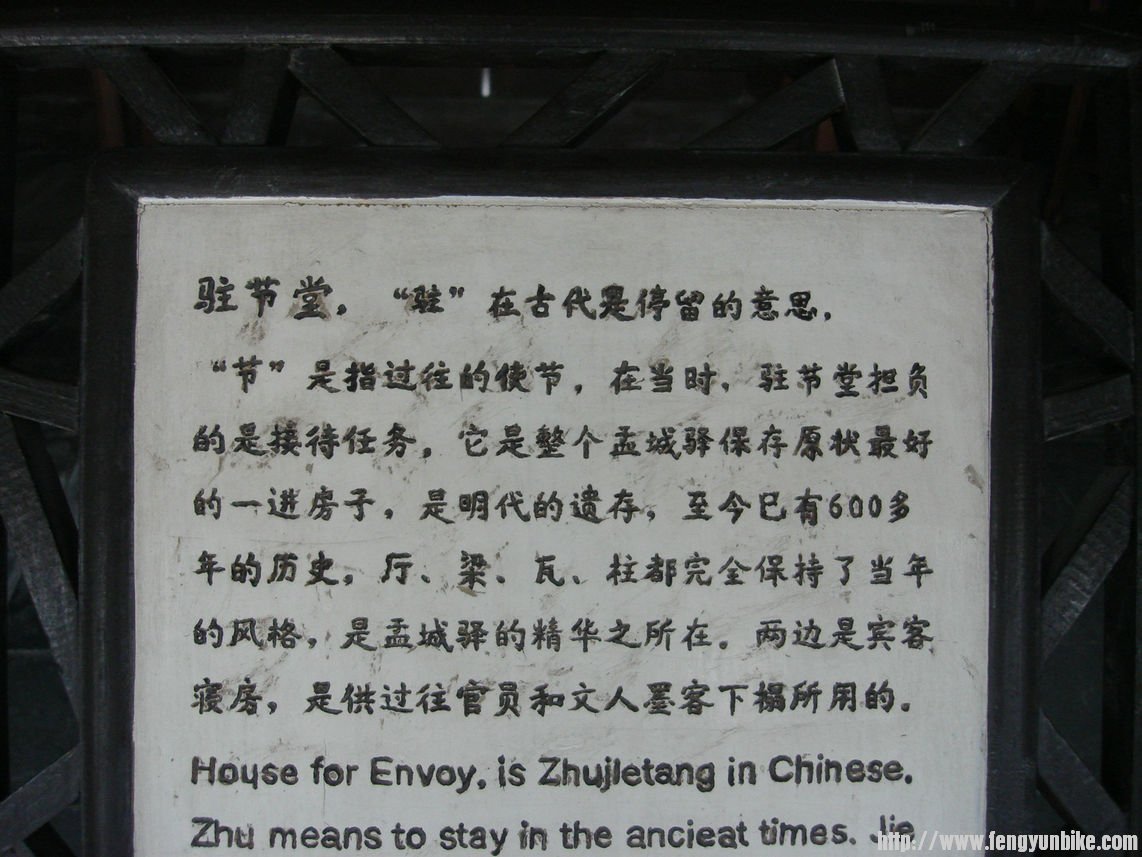 驻节堂，“驻”在古代是停留的意思，
“节”是指过往的使节，在当时，驻节堂担负
的是接待任务，它是整个孟城驿保存原状最好
的一进房子，是明代的遗存，至今已有600多
年的历史，厅、梁、瓦、柱都完全保持了当年
的风格，是孟城驿的精华之所在。两边是宾客
寝房，是供过往官员和文人墨客下榻所用的。
House for Envoy, is Zhujietang in Chinese.
Zhu means to stay in the ancieat times. Jie
http://www.fengyunbike.com